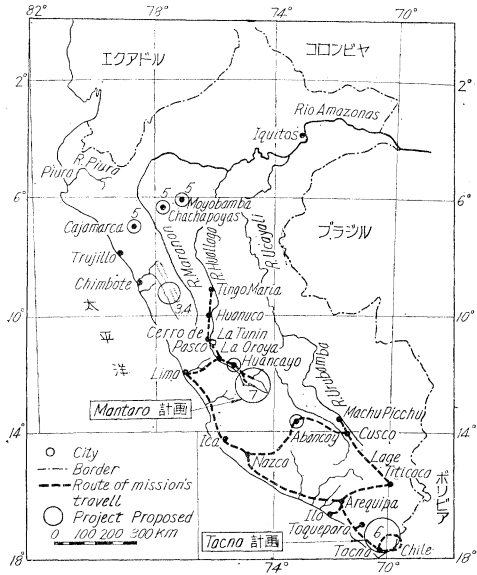 82°
78°
74°
70°
エクアドル
コロンビヤ
2°
2°
Rio Amazonas
Iquitos
R. Piura
Piura
5
5
Moyobamba
Chachapoyas
6°
6°
5
Cajamarca
R. Maranon
R. Huallaga
R. Ucayali
ブラジル
Trujillo
Chimbote
Tingo Maria
3,4
Huanuco
10°
10°
太平洋
Cerro de Pasco
La Tunin
La Oroya
Huancayo
R. Urubamba
Lima
7
Mantaro 計画
Machu Picchu
Cusco
Abancay
14°
14°
Ica
Lage
Titicaca
Nazca
ボリビア
City
Border
Route of mission's
travell
Project Proposed
0 100 200 300 Km
Arequipa
Ilo
Toquepara
6
Tacna 計画
Tacna
Chile
18°
18°
74°
70°